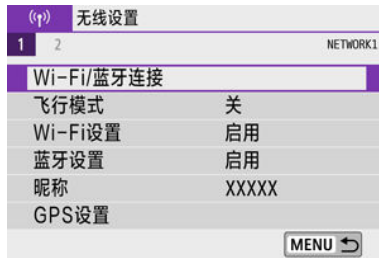 无线设置
1 2 NETWORK1
Wi-Fi/蓝牙连接
飞行模式 关
Wi-Fi设置 启用
蓝牙设置 启用
昵称 XXXXX
GPS设置
MENU